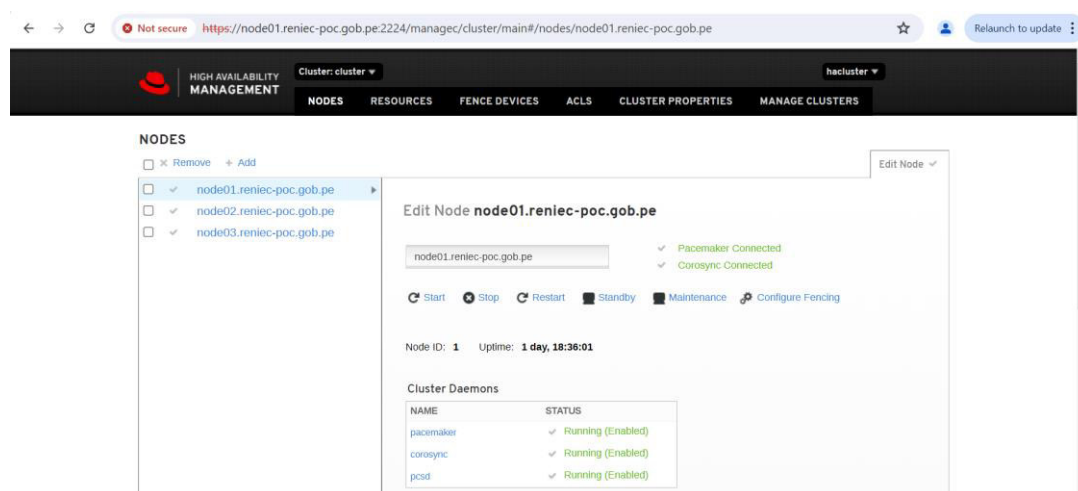 Not secure https://node01.reniec-poc.gob.pe:2224/managec/cluster/main#/nodes/node01.reniec-poc.gob.pe Relaunch to update
HIGH AVAILABILITY
MANAGEMENT
Cluster: cluster
hacluster
NODES RESOURCES FENCE DEVICES ACLS CLUSTER PROPERTIES MANAGE CLUSTERS
NODES
Remove + Add
Edit Node
node01.reniec-poc.gob.pe
node02.reniec-poc.gob.pe
node03.reniec-poc.gob.pe
Edit Node node01.reniec-poc.gob.pe
node01.reniec-poc.gob.pe
Pacemaker Connected
Corosync Connected
Start Stop Restart Standby Maintenance Configure Fencing
Node ID: 1 Uptime: 1 day, 18:36:01
Cluster Daemons
NAME STATUS
pacemaker Running (Enabled)
corosync Running (Enabled)
pcsd Running (Enabled)